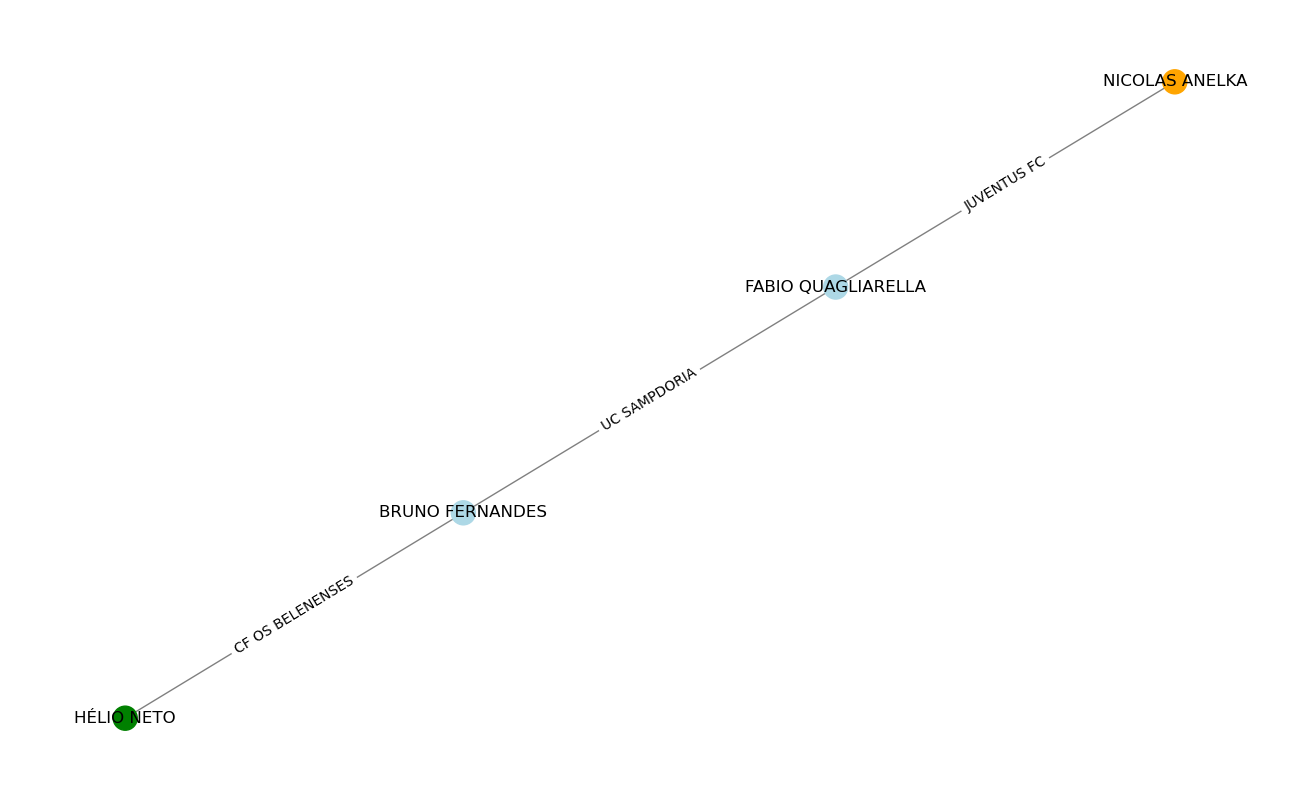 NICOLAS ANELKA
JUVENTUS FC
FABIO QUAGLIARELLA
UC SAMPDORIA
BRUNO FERNANDES
CF OS BELENENSES
HÉLIO NETO